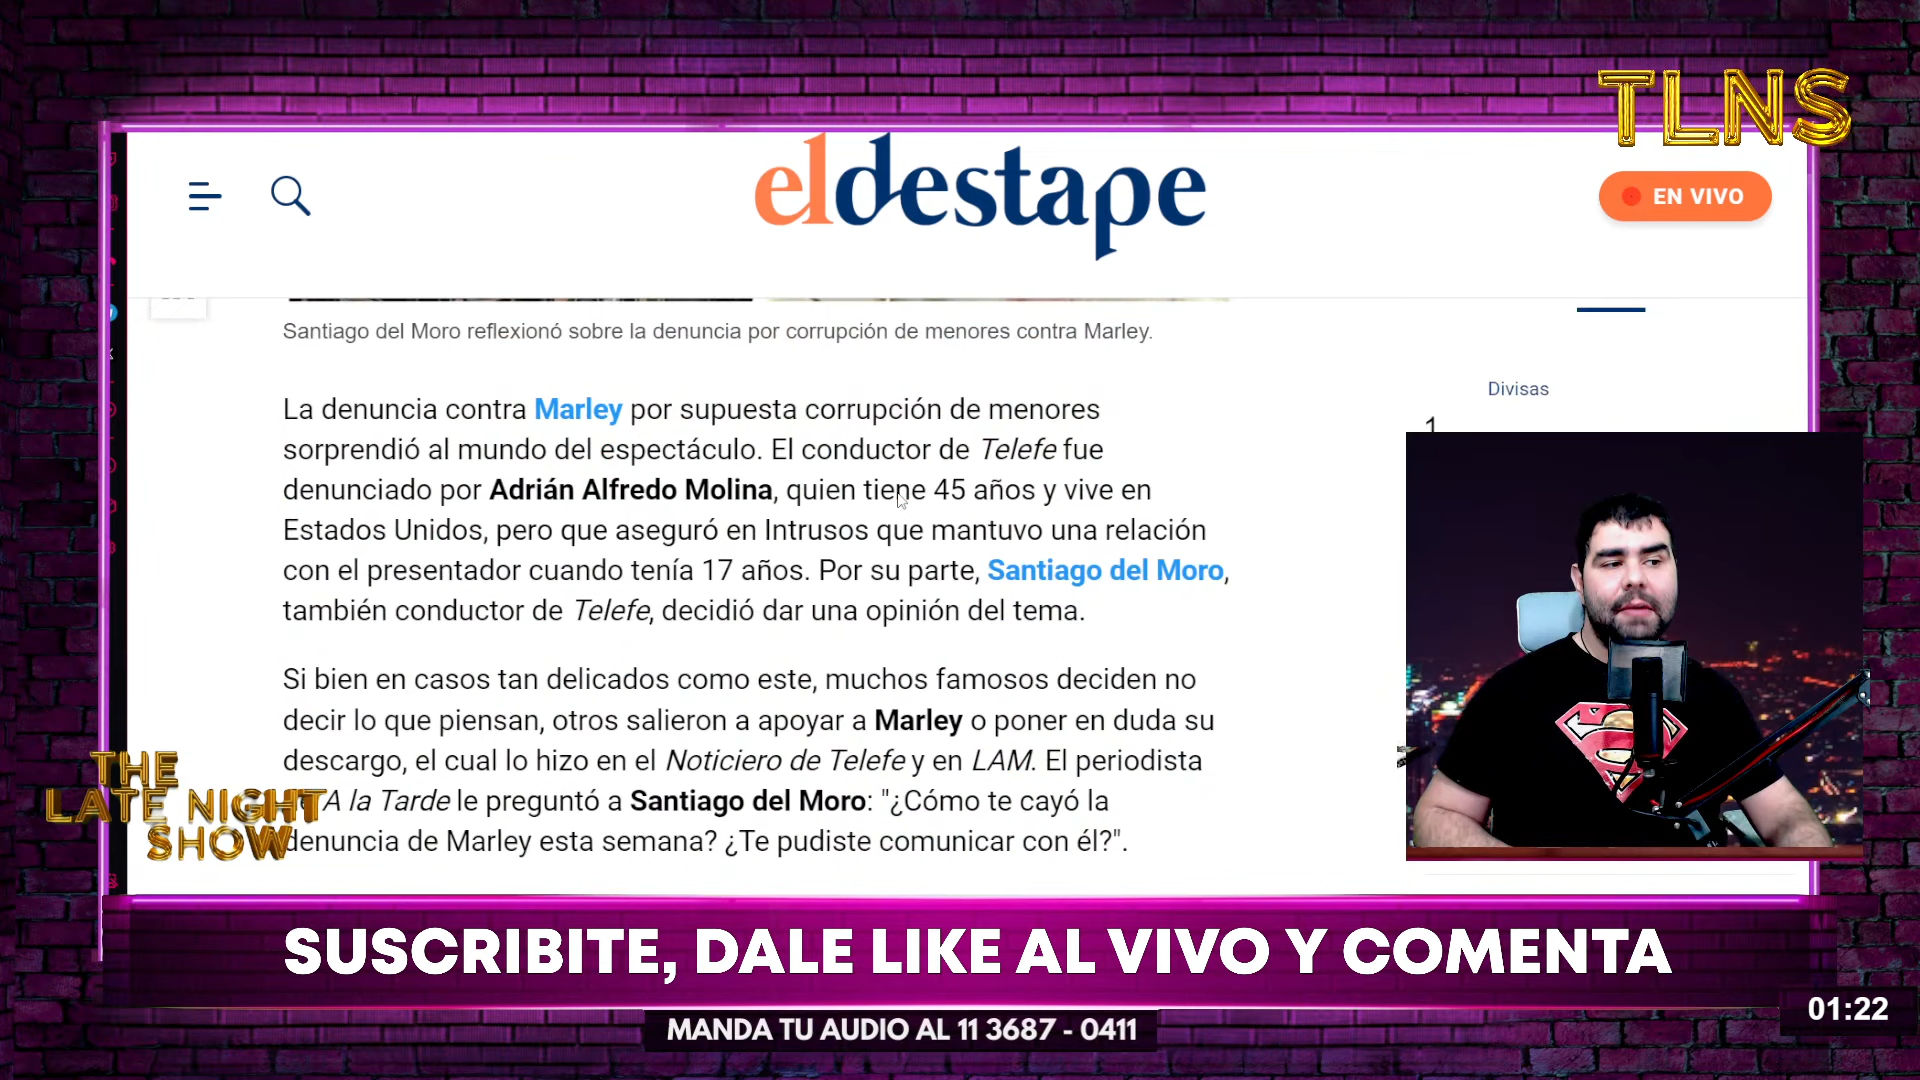 TLNS
eldestape
EN VIVO
Santiago del Moro reflexionó sobre la denuncia por corrupción de menores contra Marley.
La denuncia contra Marley por supuesta corrupción de menores
sorprendió al mundo del espectáculo. El conductor de Telefe fue
denunciado por Adrián Alfredo Molina, quien tiene 45 años y vive en
Estados Unidos, pero que aseguró en Intrusos que mantuvo una relación
con el presentador cuando tenía 17 años. Por su parte, Santiago del Moro,
también conductor de Telefe, decidió dar una opinión del tema.
Si bien en casos tan delicados como este, muchos famosos deciden no
decir lo que piensan, otros salieron a apoyar a Marley o poner en duda su
descargo, el cual lo hizo en el Noticiero de Telefe y en LAM. El periodista
A la Tarde le preguntó a Santiago del Moro: "¿Cómo te cayó la
denuncia de Marley esta semana? ¿Te pudiste comunicar con él?".
Divisas
1
THE
LATE NIGHT
SHOW
SUSCRIBITE, DALE LIKE AL VIVO Y COMENTA
MANDA TU AUDIO AL 11 3687 - 0411
01:22